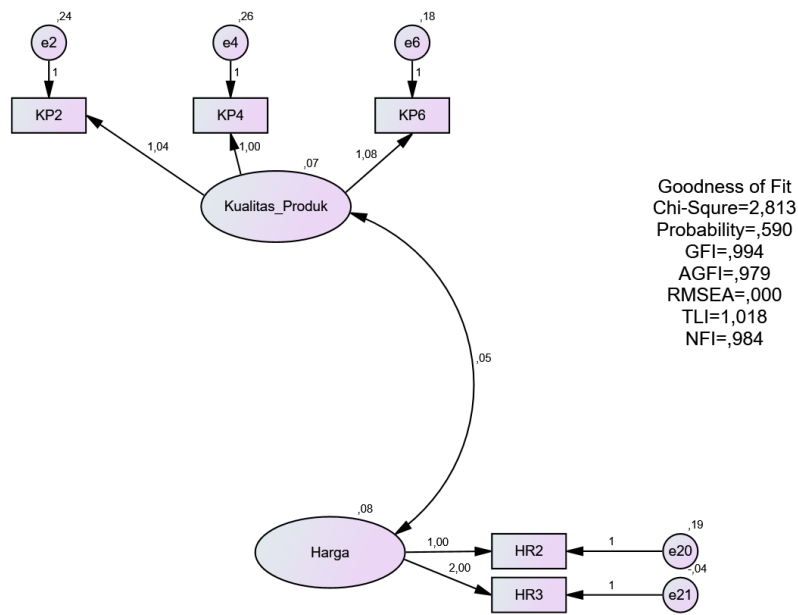 ,24
e2
1
KP2
,26
e4
1
KP4
,18
e6
1
KP6
1,04
1,00
1,08
,07
Kualitas_Produk
Goodness of Fit
Chi-Squre=2,813
Probability=,590
GFI=,994
AGFI=,979
RMSEA=,000
TLI=1,018
NFI=,984
,05
,08
Harga
1,00
2,00
HR2
1
,19
e20
HR3
1
-,04
e21